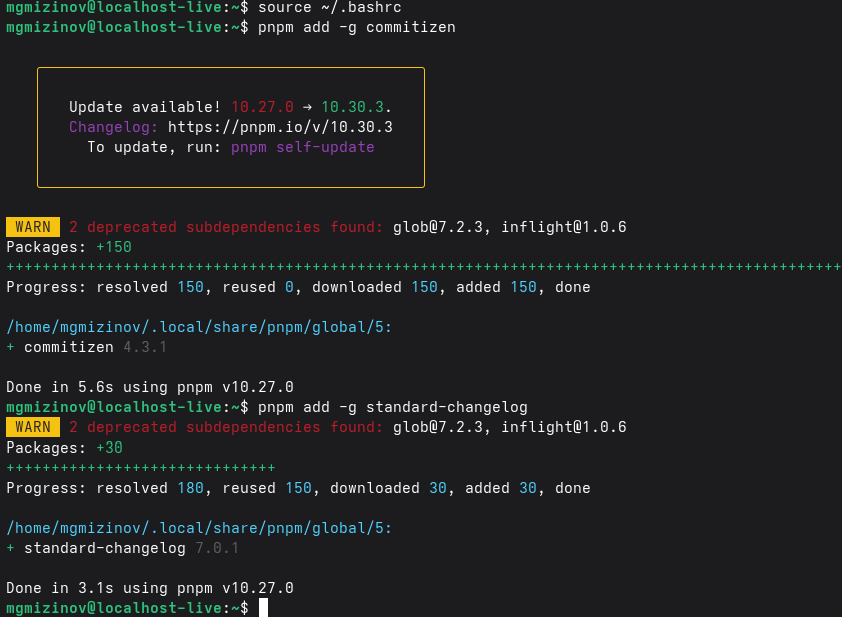 mgmizinov@localhost-live:~$ source ~/.bashrc
mgmizinov@localhost-live:~$ pnpm add -g commitizen
Update available! 10.27.0 → 10.30.3.
Changelog: https://pnpm.io/v/10.30.3
To update, run: pnpm self-update
WARN 2 deprecated subdependencies found: glob@7.2.3, inflight@1.0.6
Packages: +150
+++++++++++++++++++++++++++++++++++++++++++++++++++++++++++++++++++++++++++++++++++++++++++++
Progress: resolved 150, reused 0, downloaded 150, added 150, done
/home/mgmizinov/.local/share/pnpm/global/5:
+ commitizen 4.3.1
Done in 5.6s using pnpm v10.27.0
mgmizinov@localhost-live:~$ pnpm add -g standard-changelog
WARN 2 deprecated subdependencies found: glob@7.2.3, inflight@1.0.6
Packages: +30
++++++++++++++++++++++++++++++
Progress: resolved 180, reused 150, downloaded 30, added 30, done
/home/mgmizinov/.local/share/pnpm/global/5:
+ standard-changelog 7.0.1
Done in 3.1s using pnpm v10.27.0
mgmizinov@localhost-live:~$